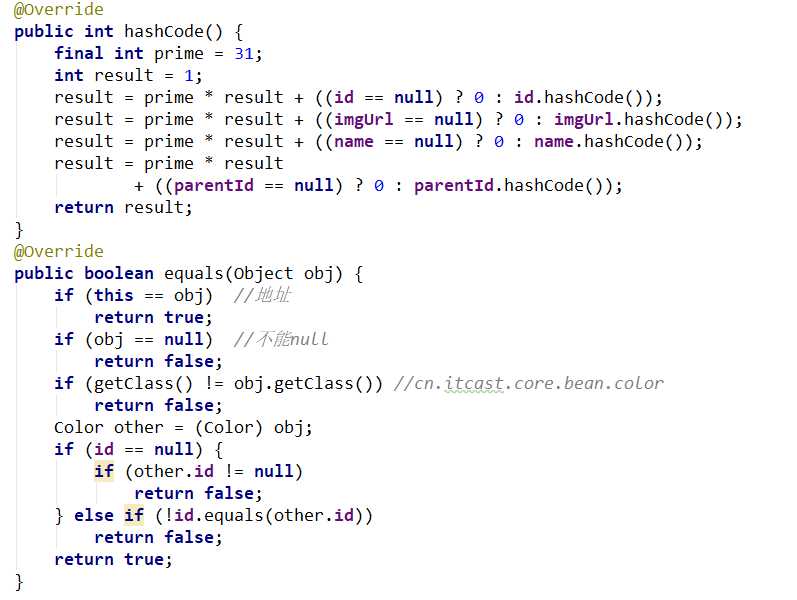 @Override
public int hashCode() {
    final int prime = 31;
    int result = 1;
    result = prime * result + ((id == null) ? 0 : id.hashCode());
    result = prime * result + ((imgUrl == null) ? 0 : imgUrl.hashCode());
    result = prime * result + ((name == null) ? 0 : name.hashCode());
    result = prime * result
            + ((parentId == null) ? 0 : parentId.hashCode());
    return result;
}
@Override
public boolean equals(Object obj) {
    if (this == obj)  //地址
        return true;
    if (obj == null)  //不能null
        return false;
    if (getClass() != obj.getClass()) //cn.itcast.core.bean.color
        return false;
    Color other = (Color) obj;
    if (id == null) {
        if (other.id != null)
            return false;
    } else if (!id.equals(other.id))
        return false;
    return true;
}